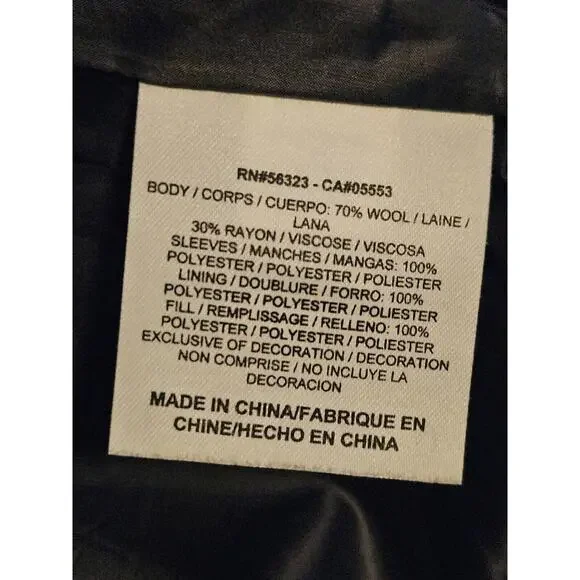 RN#56323 - CA#05553
BODY / CORPS / CUERPO: 70% WOOL / LAINE /
LANA
30% RAYON / VISCOSE / VISCOSA
SLEEVES / MANCHES / MANGAS: 100%
POLYESTER / POLYESTER / POLIESTER
LINING / DOUBLURE / FORRO: 100%
POLYESTER / POLYESTER / POLIESTER
FILL / REMPLISSAGE / RELLENO: 100%
POLYESTER / POLYESTER / POLIESTER
EXCLUSIVE OF DECORATION / DECORATION
NON COMPRISE / NO INCLUYE LA
DECORACION
MADE IN CHINA/FABRIQUE EN
CHINE/HECHO EN CHINA